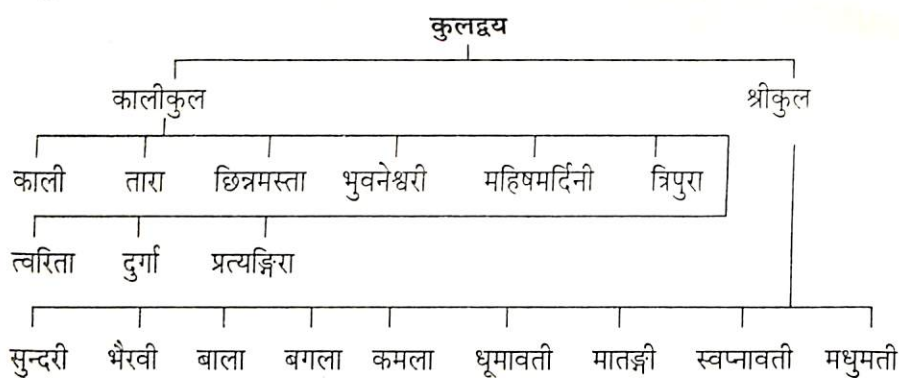 कुलद्वय
कालीकुल श्रीकुल
काली तारा छिन्नमस्ता भुवनेश्वरी महिषमर्दिनी त्रिपुरा
त्वरिता दुर्गा प्रत्यङ्गिरा
सुन्दरी भैरवी बाला बगला कमला धूमावती मातङ्गी स्वप्नावती मधुमती